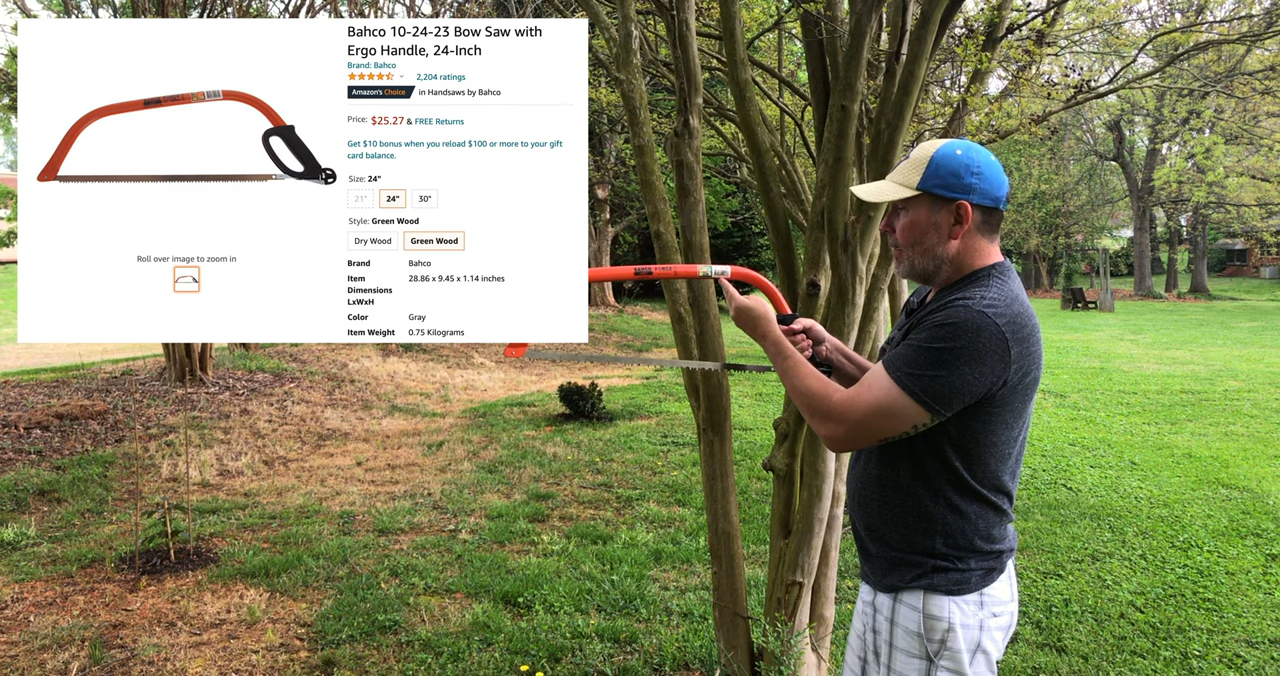 Bahco 10-24-23 Bow Saw with
Ergo Handle, 24-Inch
Brand: Bahco
2,204 ratings
Amazon's Choice in Handsaws by Bahco
Price: $25.27 & FREE Returns
Get $10 bonus when you reload $100 or more to your gift
card balance.
Size: 24"
21" 24" 30"
Style: Green Wood
Dry Wood Green Wood
Roll over image to zoom in
Brand Bahco
Item 28.86 x 9.45 x 1.14 inches
Dimensions
LxWxH
Color Gray
Item Weight 0.75 Kilograms
BAHCO